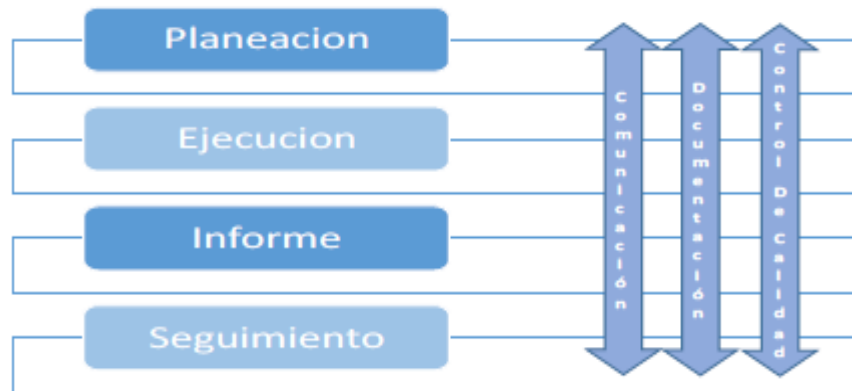 Planeacion
Ejecucion
Informe
Seguimiento
Comunicación
Documentación
Control De Calidad